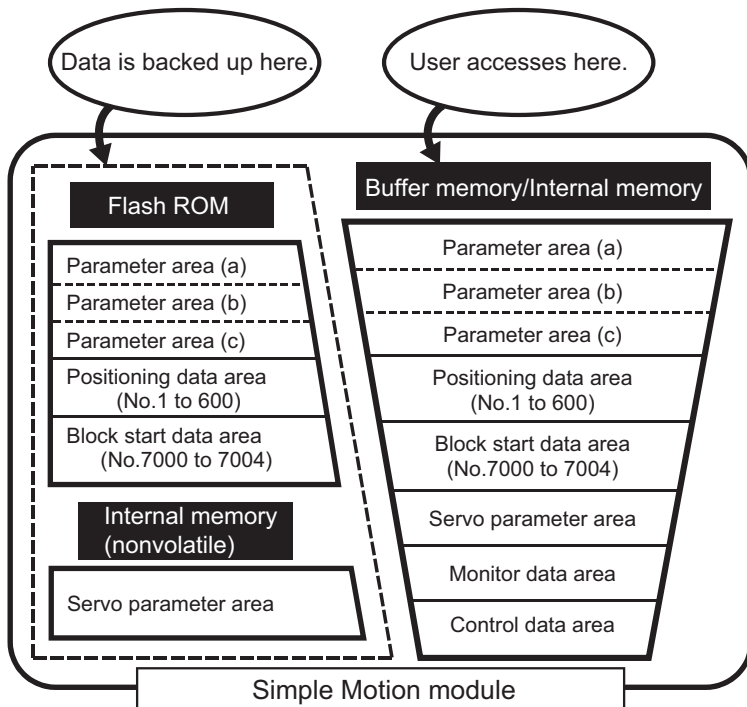 Data is backed up here.
User accesses here.
Flash ROM
Parameter area (a)
Parameter area (b)
Parameter area (c)
Positioning data area
(No.1 to 600)
Block start data area
(No.7000 to 7004)
Internal memory
(nonvolatile)
Servo parameter area
Buffer memory/Internal memory
Parameter area (a)
Parameter area (b)
Parameter area (c)
Positioning data area
(No.1 to 600)
Block start data area
(No.7000 to 7004)
Servo parameter area
Monitor data area
Control data area
Simple Motion module